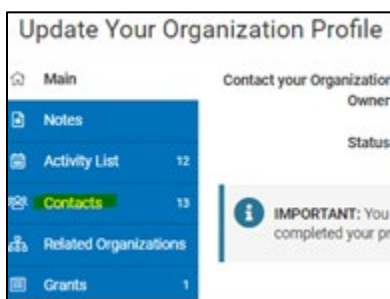 Update Your Organization Profile
Main
Contact your Organization
Owner
Notes
Status
Activity List 12
Contacts 13
IMPORTANT: You
completed your
Related Organizations
Grants 1